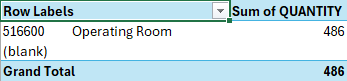 Row Labels Sum of QUANTITY
516600 Operating Room 486
(blank)
Grand Total 486